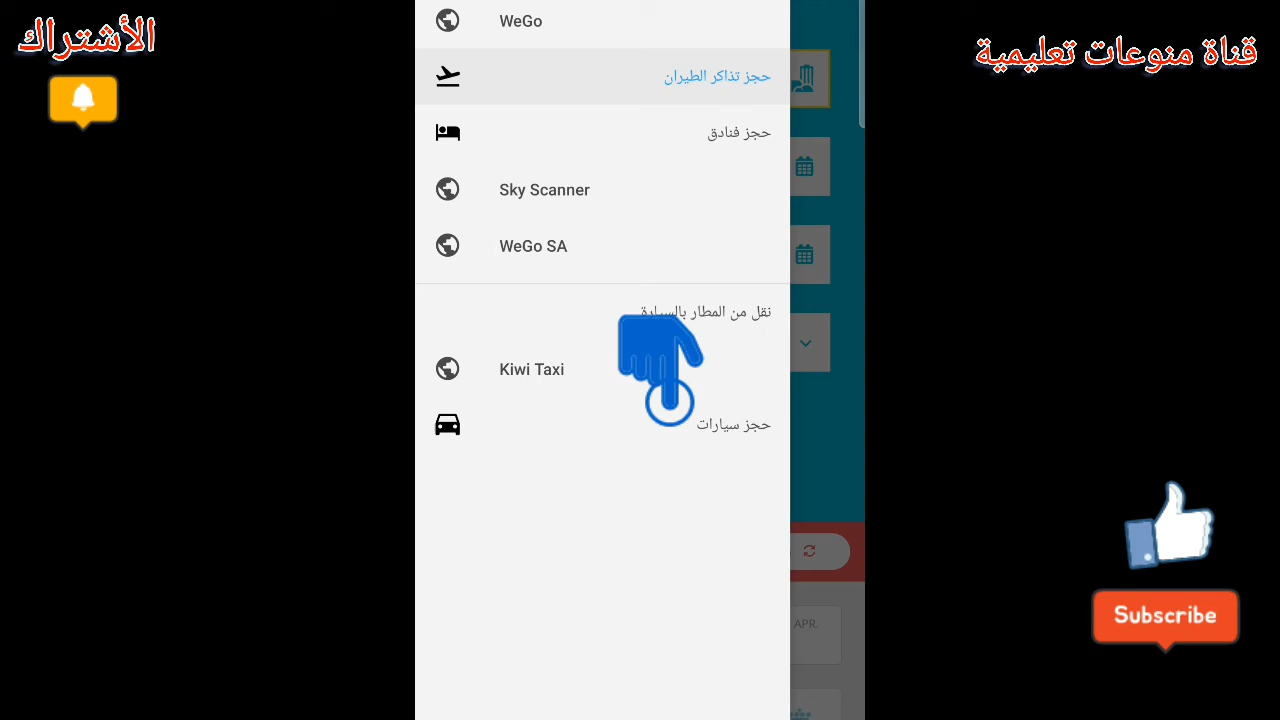 الأشتراك
قناة منوعات تعليمية
WeGo
حجز تذاكر الطيران
حجز فنادق
Sky Scanner
WeGo SA
نقل من المطار بالسيارة
Kiwi Taxi
حجز سيارات
APR.
Subscribe